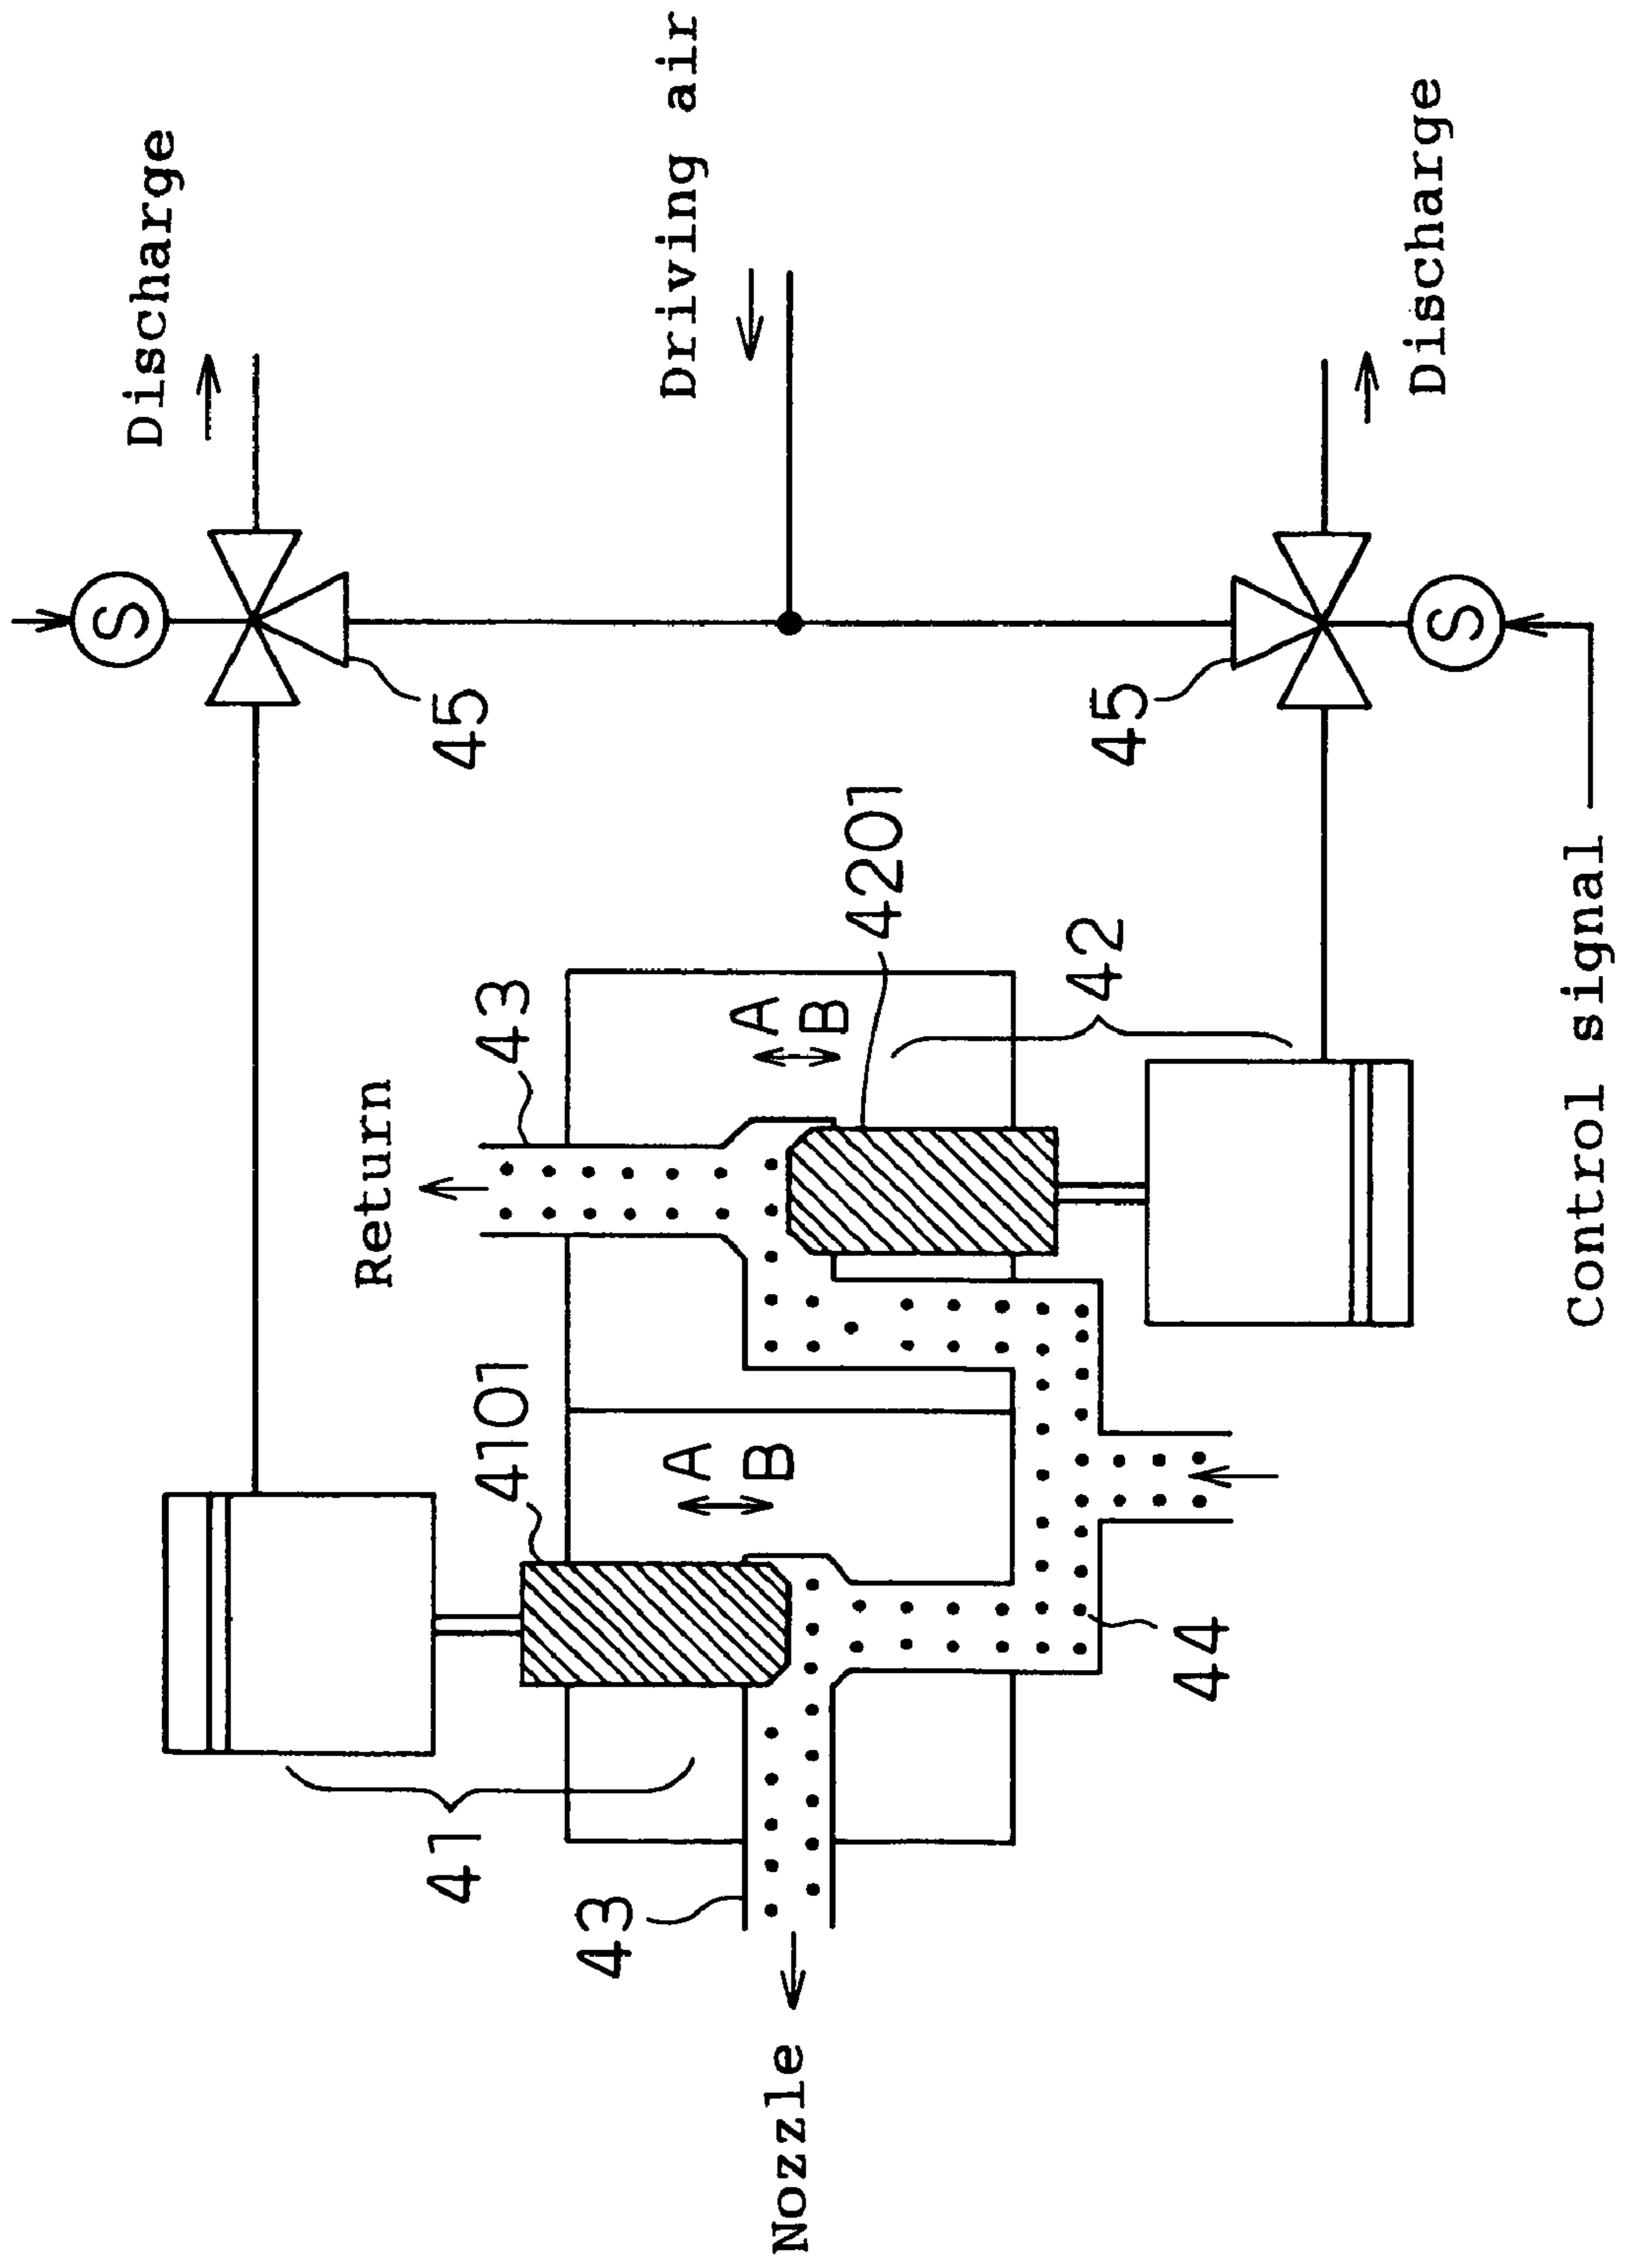 Discharge
Driving air
Discharge
S
S
45
45
4201
42
43
A
B
Return
Control signal
4101
A
B
44
41
43
Nozzle